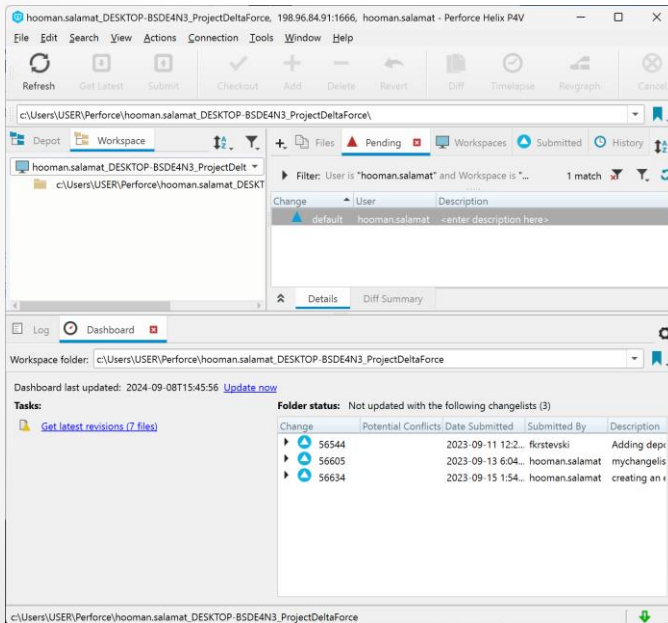 hooman.salamat_DESKTOP-BSDE4N3_ProjectDeltaForce, 198.96.84.91:1666, hooman.salamat - Perforce Helix P4V
File Edit Search View Actions Connection Tools Window Help
Refresh Get Latest Submit Checkout Add Delete Revert Diff Timelapse Revgraph Cancel
c:\Users\USER\Perforce\hooman.salamat_DESKTOP-BSDE4N3_ProjectDeltaForce\
Depot Workspace
Files Pending Workspaces Submitted History
hooman.salamat_DESKTOP-BSDE4N3_ProjectDelt
c:\Users\USER\Perforce\hooman.salamat_DESKT
Filter: User is "hooman.salamat" and Workspace is "... 1 match
Change User Description
default hooman.salamat <enter description here>
Details Diff Summary
Log Dashboard
Workspace folder: c:\Users\USER\Perforce\hooman.salamat_DESKTOP-BSDE4N3_ProjectDeltaForce
Dashboard last updated: 2024-09-08T15:45:56 Update now
Tasks:
Get latest revisions (7 files)
Folder status: Not updated with the following changelists (3)
Change Potential Conflicts Date Submitted Submitted By Description
56544 2023-09-11 12:2... fkrstevski Adding depo
56605 2023-09-13 6:04... hooman.salamat mychangelis
56634 2023-09-15 1:54... hooman.salamat creating an e
c:\Users\USER\Perforce\hooman.salamat_DESKTOP-BSDE4N3_ProjectDeltaForce